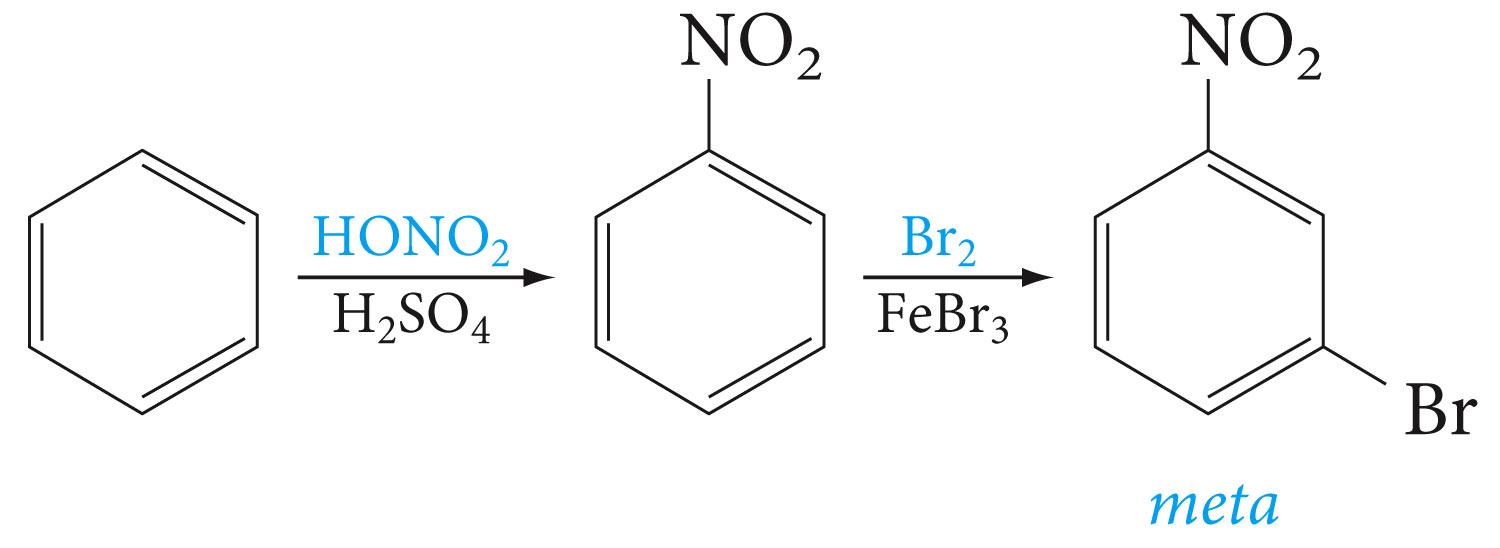 NO₂
NO₂
HONO₂
H₂SO₄
Br₂
FeBr₃
Br
meta